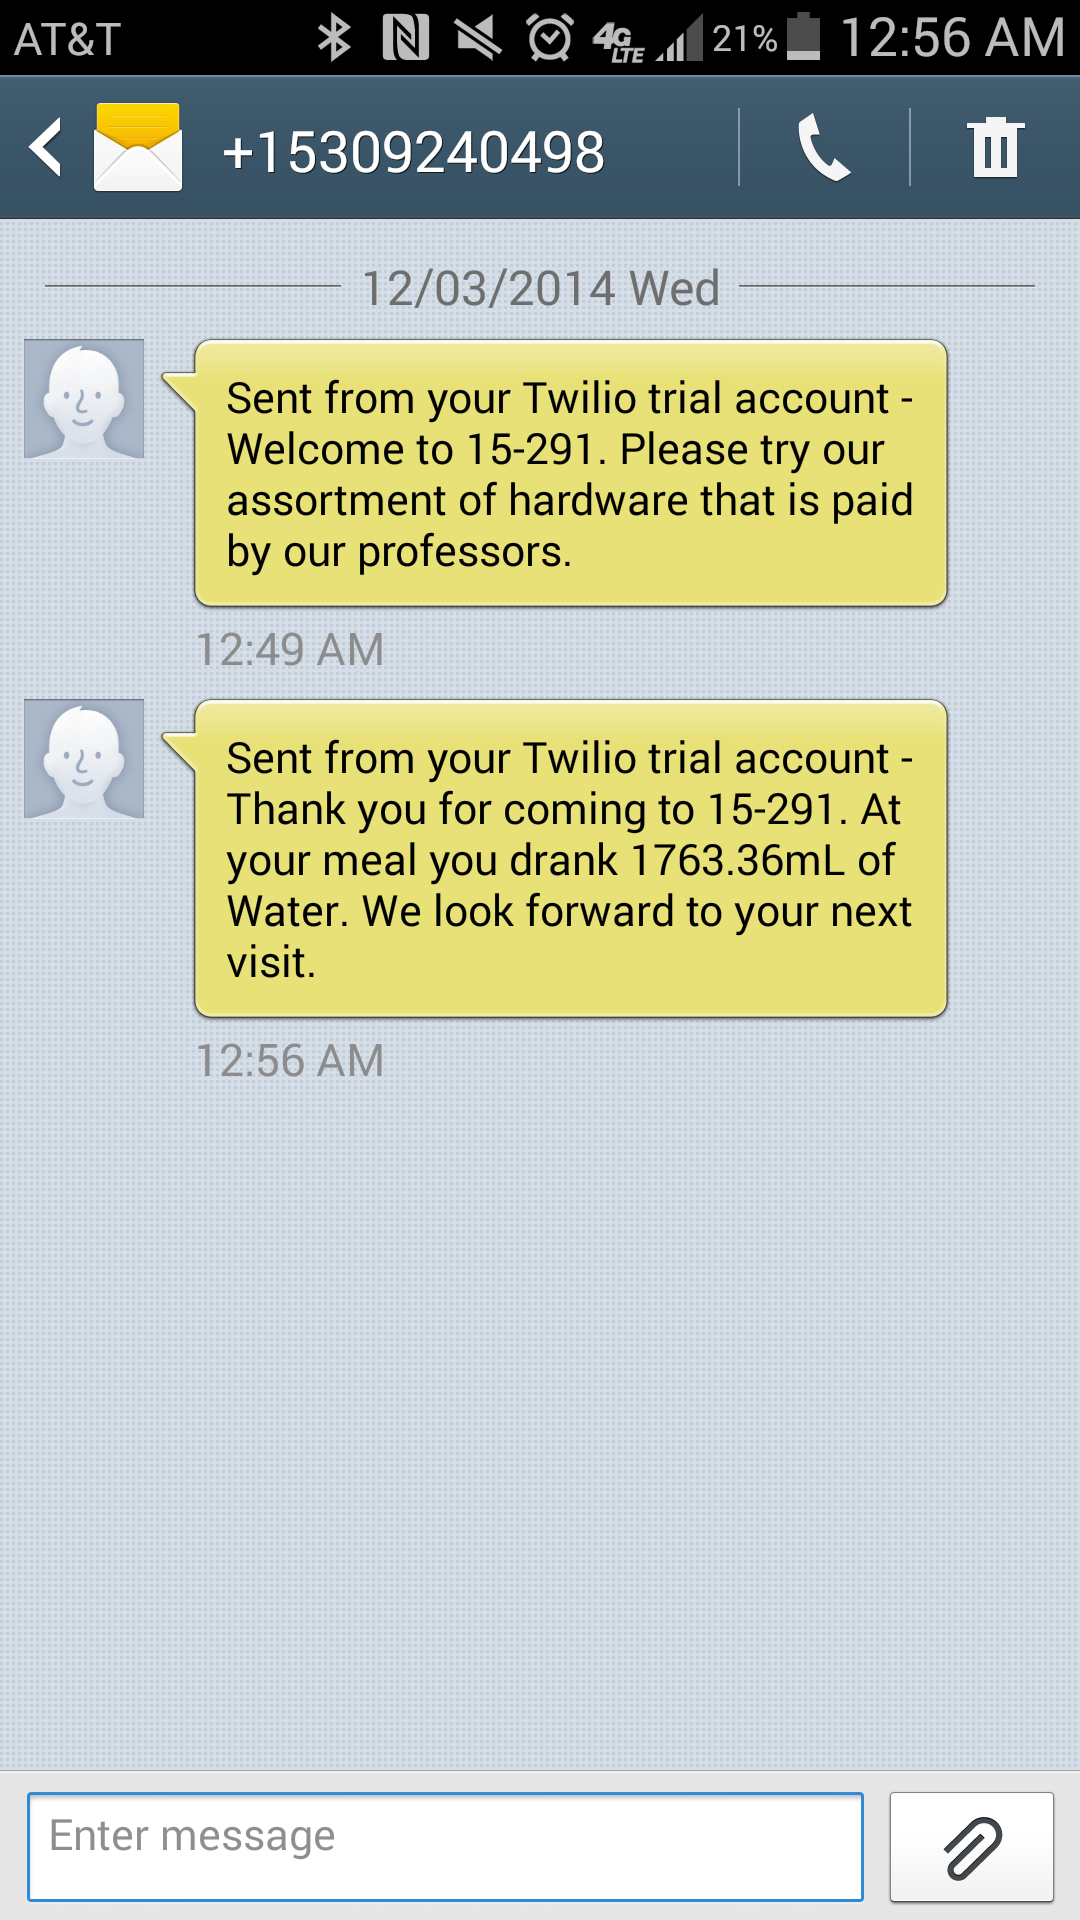 AT&T 4G LTE 21% 12:56 AM
+15309240498
12/03/2014 Wed
Sent from your Twilio trial account -
Welcome to 15-291. Please try our
assortment of hardware that is paid
by our professors.
12:49 AM
Sent from your Twilio trial account -
Thank you for coming to 15-291. At
your meal you drank 1763.36mL of
Water. We look forward to your next
visit.
12:56 AM
Enter message